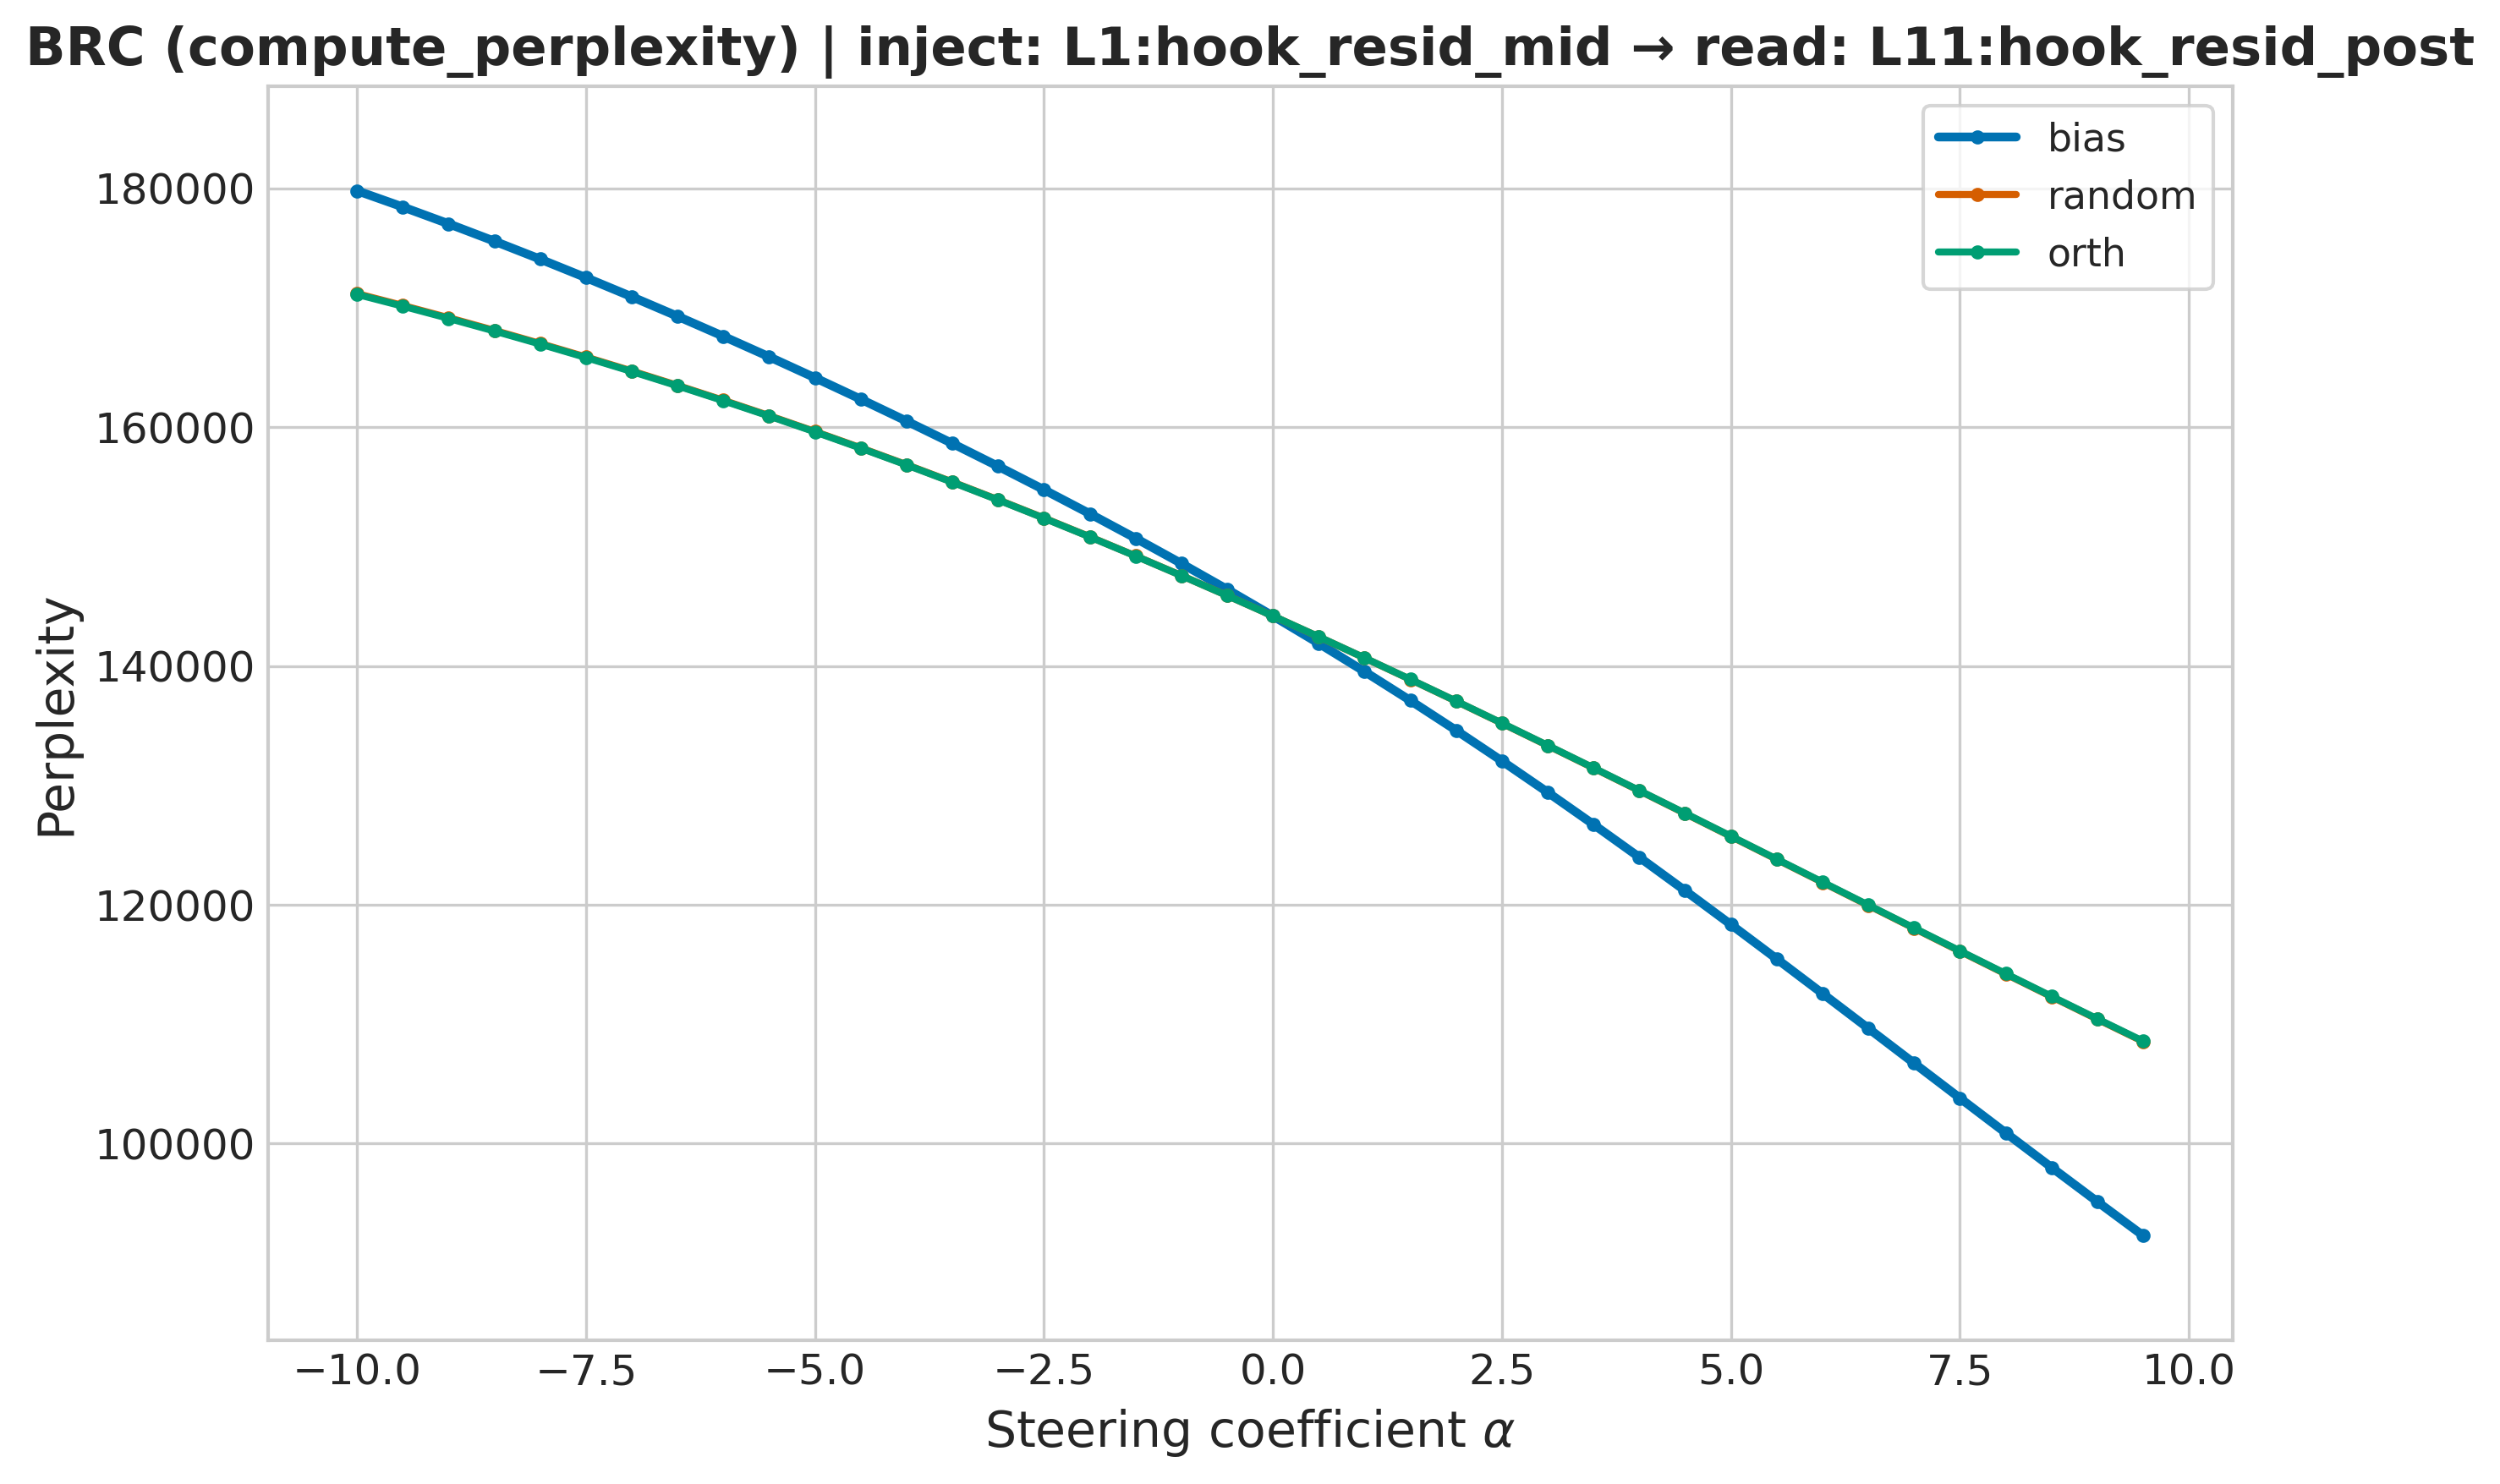 BRC (compute_perplexity) | inject: L1:hook_resid_mid → read: L11:hook_resid_post
bias
random
orth
Perplexity
180000
160000
140000
120000
100000
−10.0 −7.5 −5.0 −2.5 0.0 2.5 5.0 7.5 10.0
Steering coefficient α